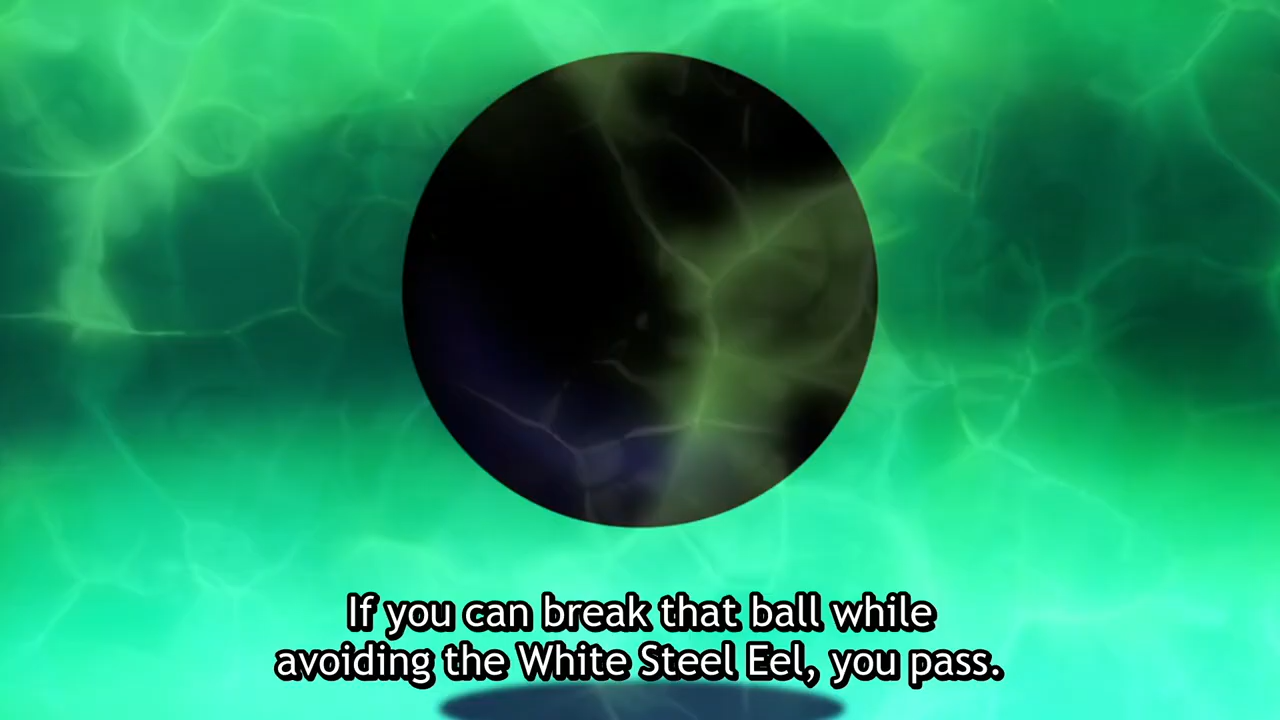 If you can break that ball while
avoiding the White Steel Eel, you pass.